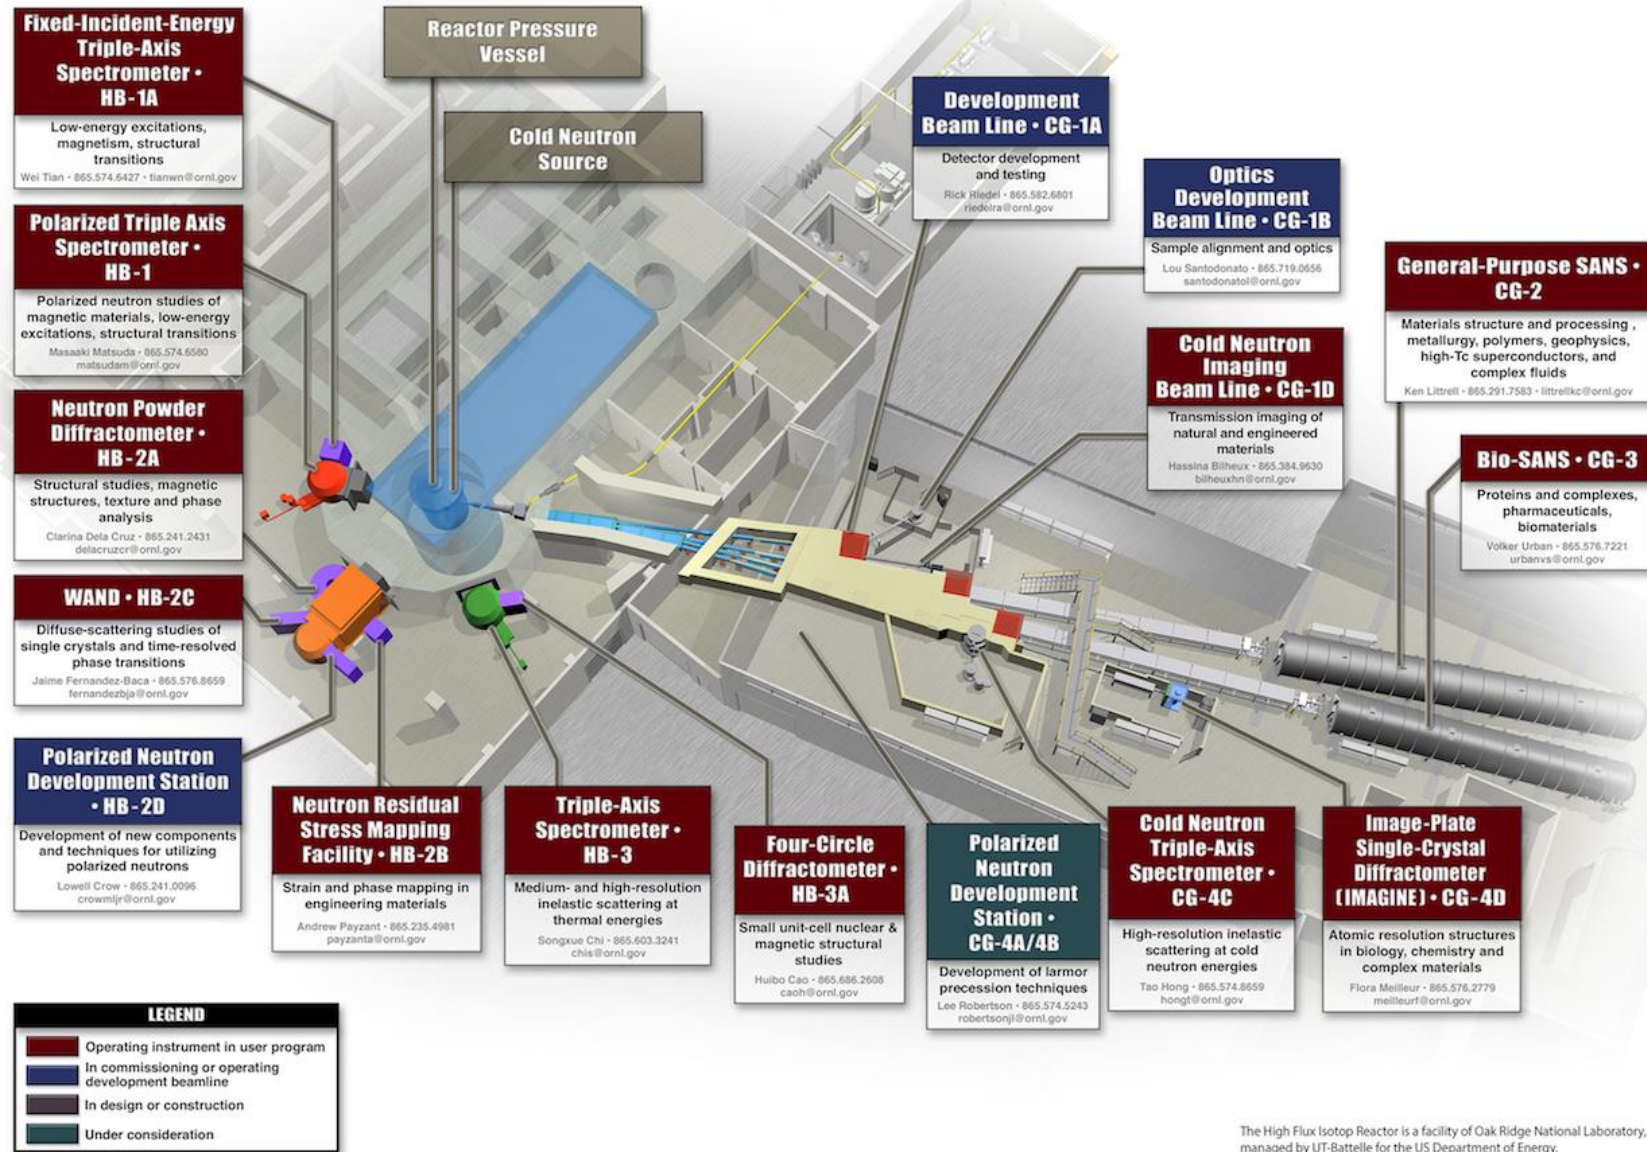 Fixed-Incident-Energy
Triple-Axis
Spectrometer •
HB-1A
Low-energy excitations,
magnetism, structural
transitions
Wei Tian • 865.574.6427 • tianwn@ornl.gov
Polarized Triple Axis
Spectrometer •
HB-1
Polarized neutron studies of
magnetic materials, low-energy
excitations, structural transitions
Masaaki Matsuda • 865.574.6580
matsudam@ornl.gov
Neutron Powder
Diffractometer •
HB-2A
Structural studies, magnetic
structures, texture and phase
analysis
Clarina Dela Cruz • 865.241.2431
delacruzcr@ornl.gov
WAND • HB-2C
Diffuse-scattering studies of
single crystals and time-resolved
phase transitions
Jaime Fernandez-Baca • 865.576.8659
fernandezbja@ornl.gov
Polarized Neutron
Development Station
• HB-2D
Development of new components
and techniques for utilizing
polarized neutrons
Lowell Crow • 865.241.0096
crowmljr@ornl.gov
Reactor Pressure
Vessel
Cold Neutron
Source
Development
Beam Line • CG-1A
Detector development
and testing
Rick Riedel • 865.582.6801
riedelra@ornl.gov
Optics
Development
Beam Line • CG-1B
Sample alignment and optics
Lou Santodonato • 865.719.0656
santodonatol@ornl.gov
Cold Neutron
Imaging
Beam Line • CG-1D
Transmission imaging of
natural and engineered
materials
Hassina Bilheux • 865.384.9630
bilheuxhn@ornl.gov
General-Purpose SANS •
CG-2
Materials structure and processing ,
metallurgy, polymers, geophysics,
high-Tc superconductors, and
complex fluids
Ken Littrell • 865.291.7583 • littrellkc@ornl.gov
Bio-SANS • CG-3
Proteins and complexes,
pharmaceuticals,
biomaterials
Volker Urban • 865.576.7221
urbanvs@ornl.gov
Neutron Residual
Stress Mapping
Facility • HB-2B
Strain and phase mapping in
engineering materials
Andrew Payzant • 865.235.4981
payzanta@ornl.gov
Triple-Axis
Spectrometer •
HB-3
Medium- and high-resolution
inelastic scattering at
thermal energies
Songxue Chi • 865.603.3241
chis@ornl.gov
Four-Circle
Diffractometer •
HB-3A
Small unit-cell nuclear &
magnetic structural
studies
Huibo Cao • 865.686.2608
caoh@ornl.gov
Polarized
Neutron
Development
Station •
CG-4A/4B
Development of larmor
precession techniques
Lee Robertson • 865.574.5243
robertsonjl@ornl.gov
Cold Neutron
Triple-Axis
Spectrometer •
CG-4C
High-resolution inelastic
scattering at cold
neutron energies
Tao Hong • 865.574.8659
hongt@ornl.gov
Image-Plate
Single-Crystal
Diffractometer
(IMAGINE) • CG-4D
Atomic resolution structures
in biology, chemistry and
complex materials
Flora Meilleur • 865.576.2779
meilleurf@ornl.gov
LEGEND
Operating instrument in user program
In commissioning or operating
development beamline
In design or construction
Under consideration
The High Flux Isotop Reactor is a facility of Oak Ridge National Laboratory,
managed by UT-Battelle for the US Department of Energy.